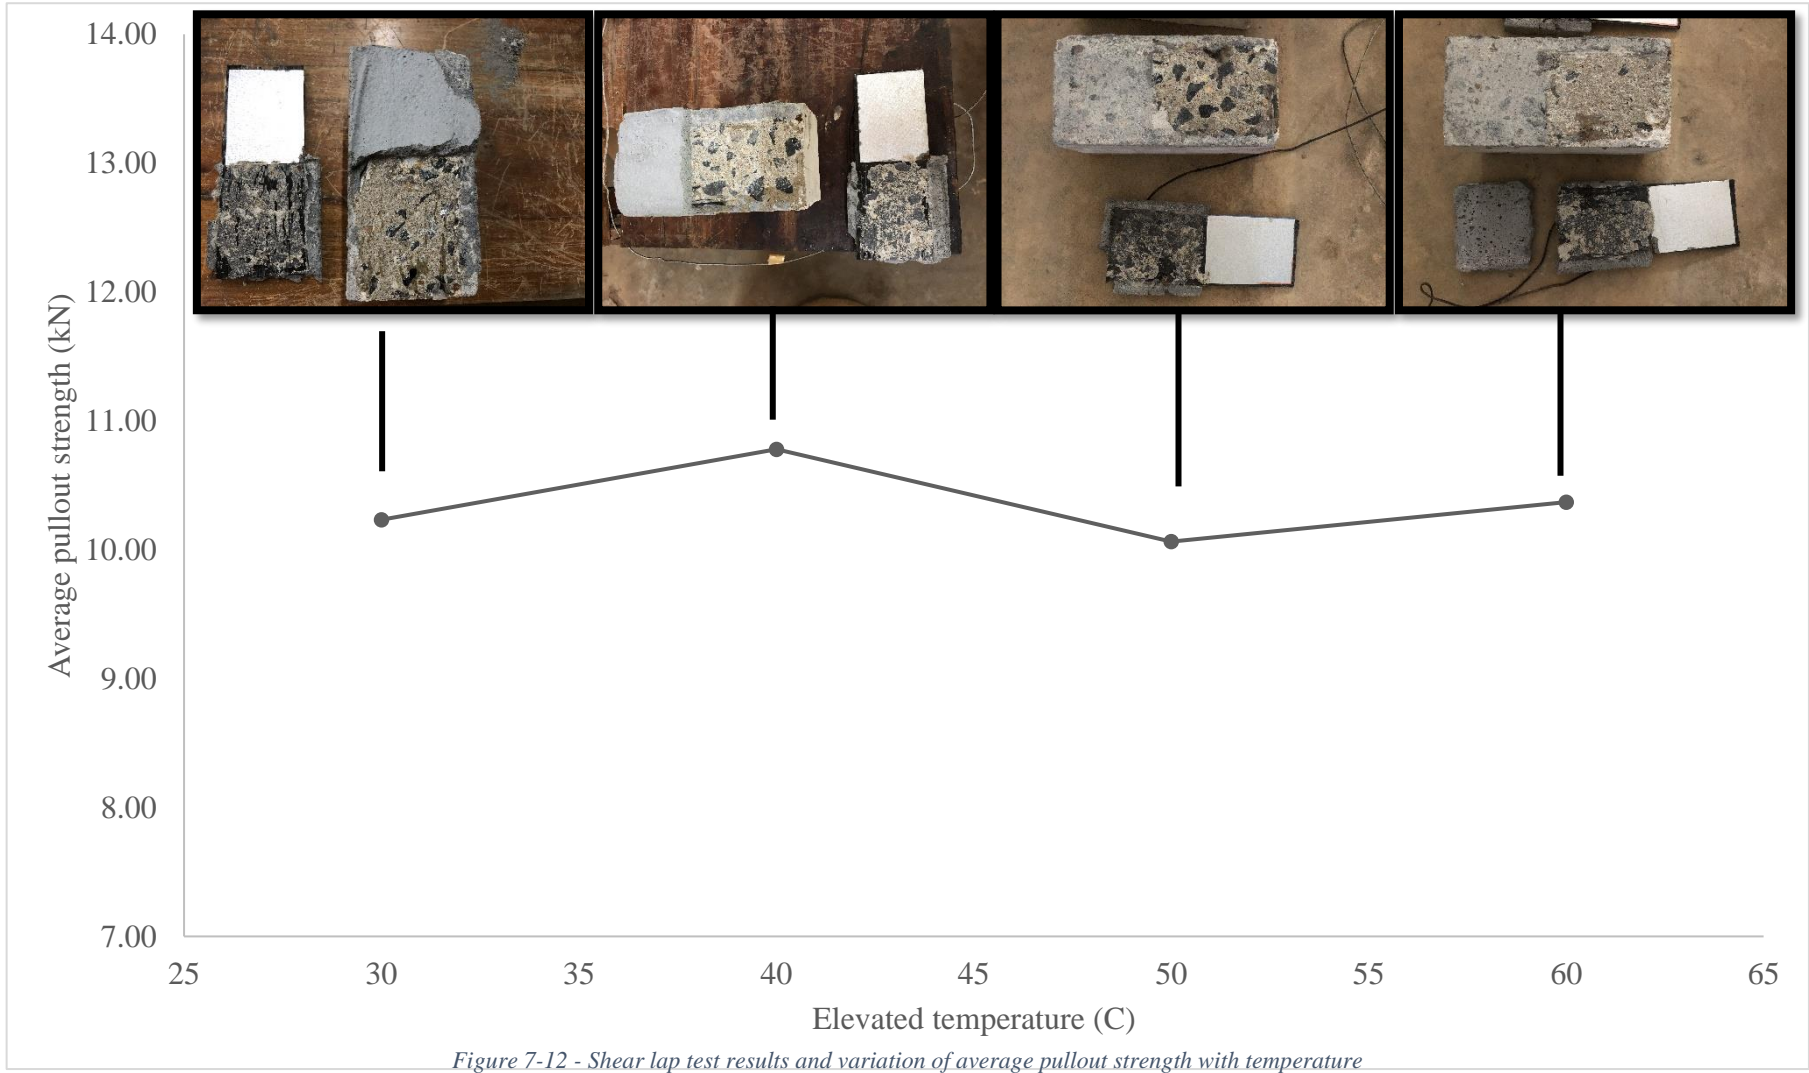 14.00
13.00
12.00
11.00
10.00
9.00
8.00
7.00
Average pullout strength (kN)
25 30 35 40 45 50 55 60 65
Elevated temperature (C)
Figure 7-12 - Shear lap test results and variation of average pullout strength with temperature